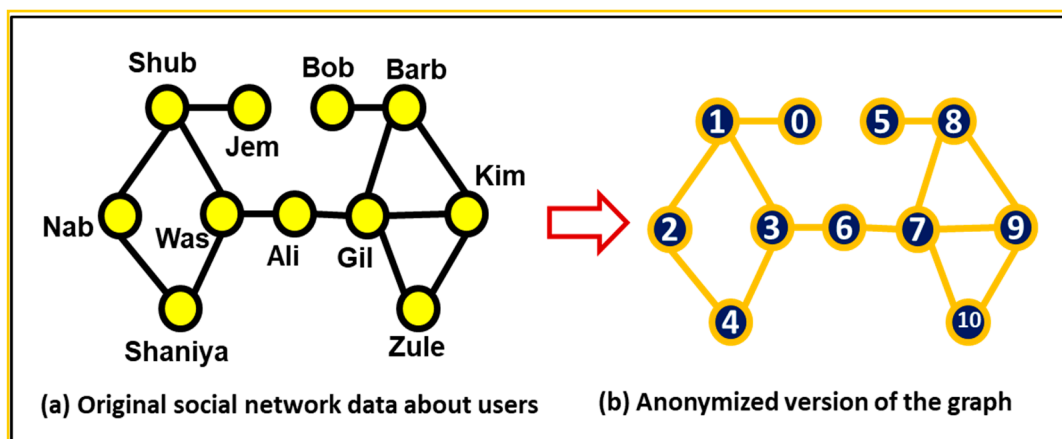 Shub
Bob
Barb
Jem
Kim
Nab
Was
Ali
Gil
Shaniya
Zule
1
0
5
8
2
3
6
7
9
4
10
(a) Original social network data about users
(b) Anonymized version of the graph